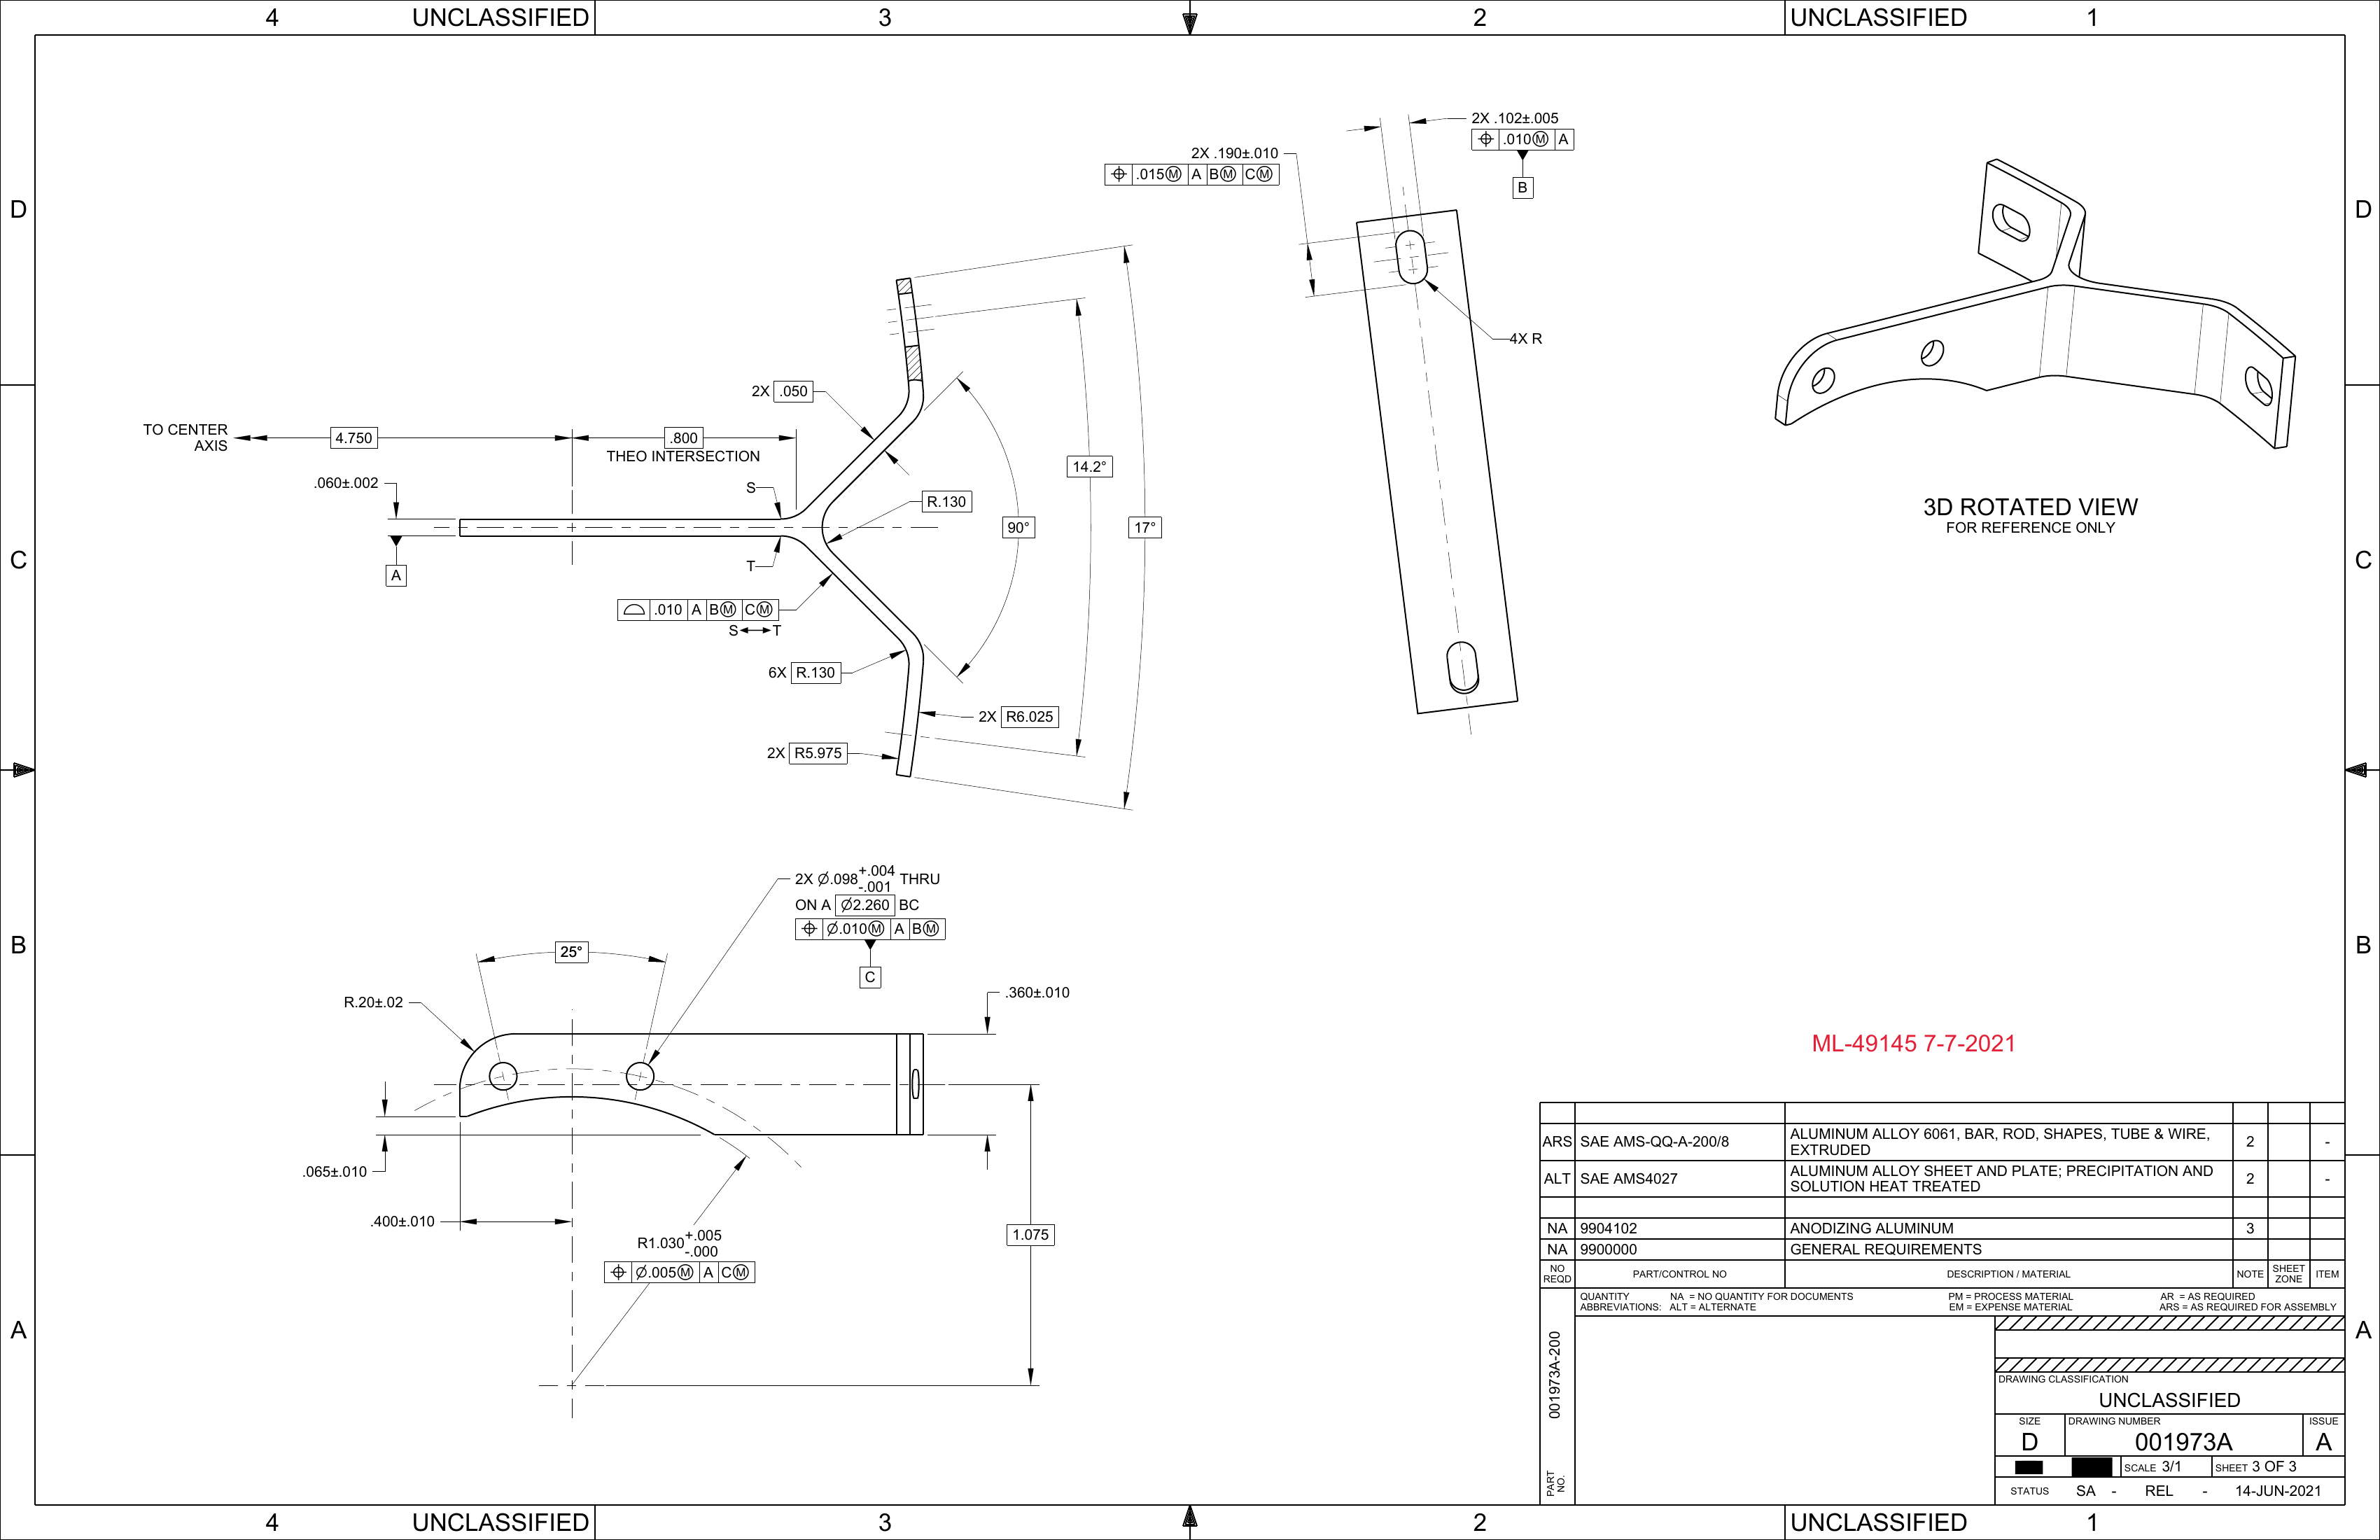 4 UNCLASSIFIED 3 2 UNCLASSIFIED 1
D
D
C
C
B
B
A
A
2X .102±.005
⌖ .010Ⓜ A
B
2X .190±.010
⌖ .015Ⓜ A BⓂ CⓂ
4X R
2X .050
TO CENTER
AXIS
4.750
.800
THEO INTERSECTION
.060±.002
A
S
T
R.130
90°
14.2°
17°
⌓ .010 A BⓂ CⓂ
S↔T
6X R.130
2X R6.025
2X R5.975
3D ROTATED VIEW
FOR REFERENCE ONLY
2X ∅.098 +.004 -.001 THRU
ON A ∅2.260 BC
⌖ ∅.010Ⓜ A BⓂ
C
25°
R.20±.02
.360±.010
.065±.010
.400±.010
R1.030 +.005 -.000
⌖ ∅.005Ⓜ A CⓂ
1.075
ML-49145 7-7-2021
ARS SAE AMS-QQ-A-200/8 ALUMINUM ALLOY 6061, BAR, ROD, SHAPES, TUBE & WIRE, 2 -
EXTRUDED
ALT SAE AMS4027 ALUMINUM ALLOY SHEET AND PLATE; PRECIPITATION AND 2 -
SOLUTION HEAT TREATED
NA 9904102 ANODIZING ALUMINUM 3
NA 9900000 GENERAL REQUIREMENTS
NO REQD PART/CONTROL NO DESCRIPTION / MATERIAL NOTE SHEET ZONE ITEM
QUANTITY NA = NO QUANTITY FOR DOCUMENTS PM = PROCESS MATERIAL AR = AS REQUIRED
ABBREVIATIONS: ALT = ALTERNATE EM = EXPENSE MATERIAL ARS = AS REQUIRED FOR ASSEMBLY
001973A-200
PART NO.
DRAWING CLASSIFICATION
UNCLASSIFIED
SIZE DRAWING NUMBER ISSUE
D 001973A A
SCALE 3/1 SHEET 3 OF 3
STATUS SA - REL - 14-JUN-2021
4 UNCLASSIFIED 3 2 UNCLASSIFIED 1